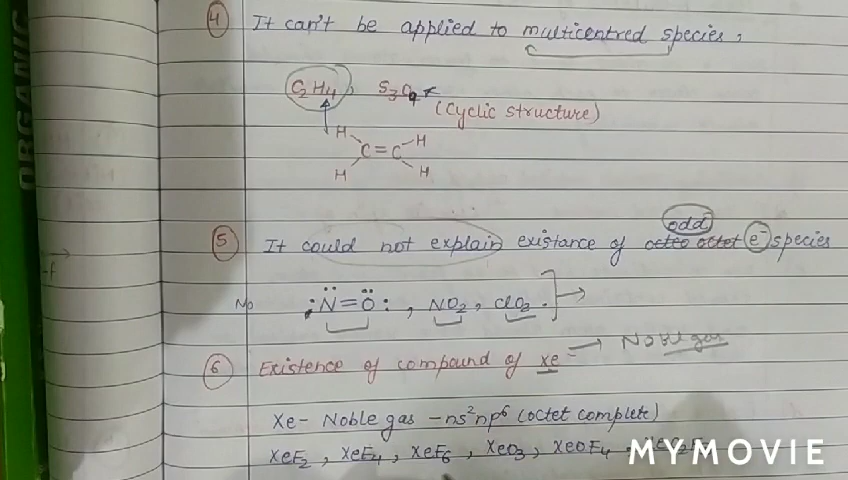 ORGANIC
4 It can't be applied to multicentred species,
C2H4, S3O9
(Cyclic structure)
H H
C=C
H H
odd
5 It could not explain existance of octet e- species
No :N̈=Ö: , NO2, ClO2.
6 Existence of compound of xe → Noble gas
Xe- Noble gas -ns²np⁶ (octet complete)
XeF2, XeF4, XeF6, XeO3, XeOF4,
MYMOVIE